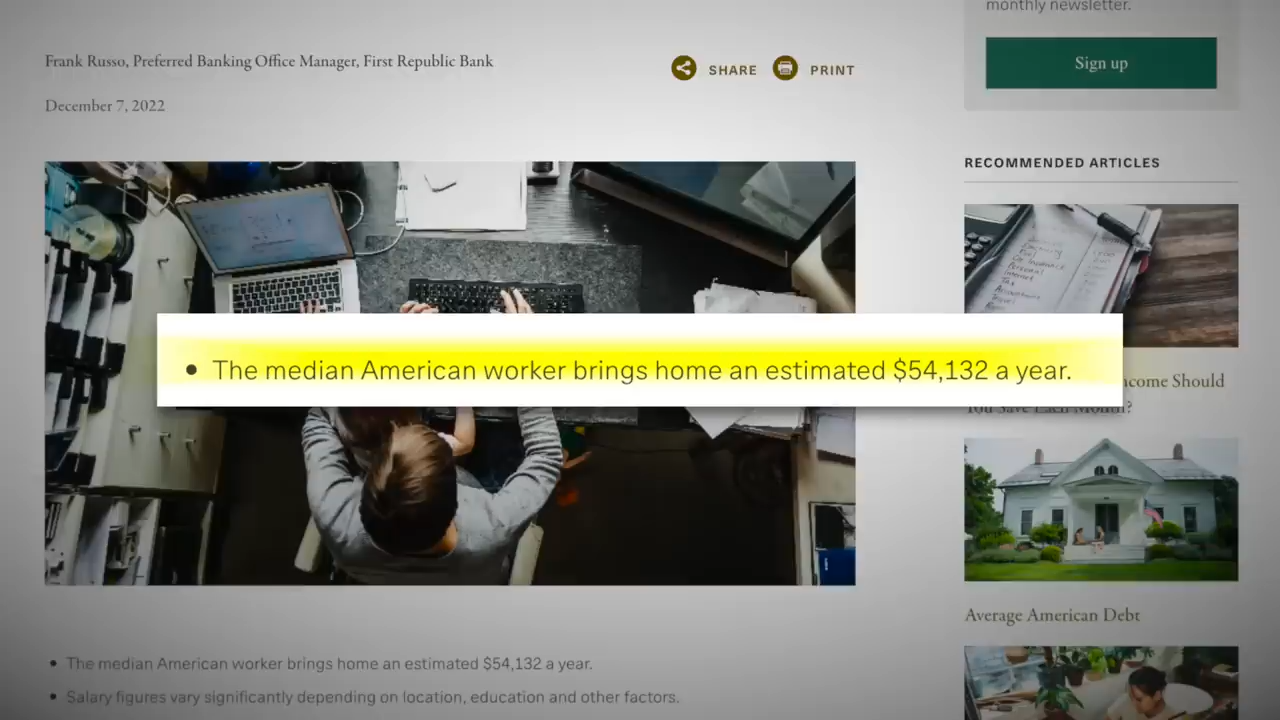 monthly newsletter.
Sign up
Frank Russo, Preferred Banking Office Manager, First Republic Bank
SHARE
PRINT
December 7, 2022
RECOMMENDED ARTICLES
• The median American worker brings home an estimated $54,132 a year.
ncome Should
You Save Each Month?
Average American Debt
• The median American worker brings home an estimated $54,132 a year.
• Salary figures vary significantly depending on location, education and other factors.